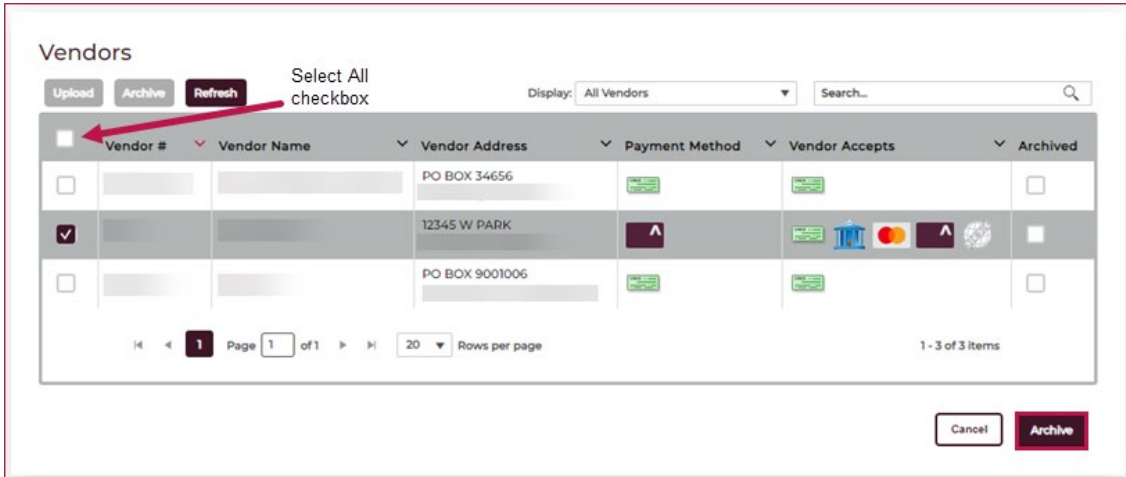 Vendors
Select All
checkbox
Upload Archive Refresh
Display: All Vendors
Search...
Vendor # Vendor Name Vendor Address Payment Method Vendor Accepts Archived
PO BOX 34656
12345 W PARK
PO BOX 9001006
1 Page 1 of 1 20 Rows per page 1 - 3 of 3 items
Cancel Archive